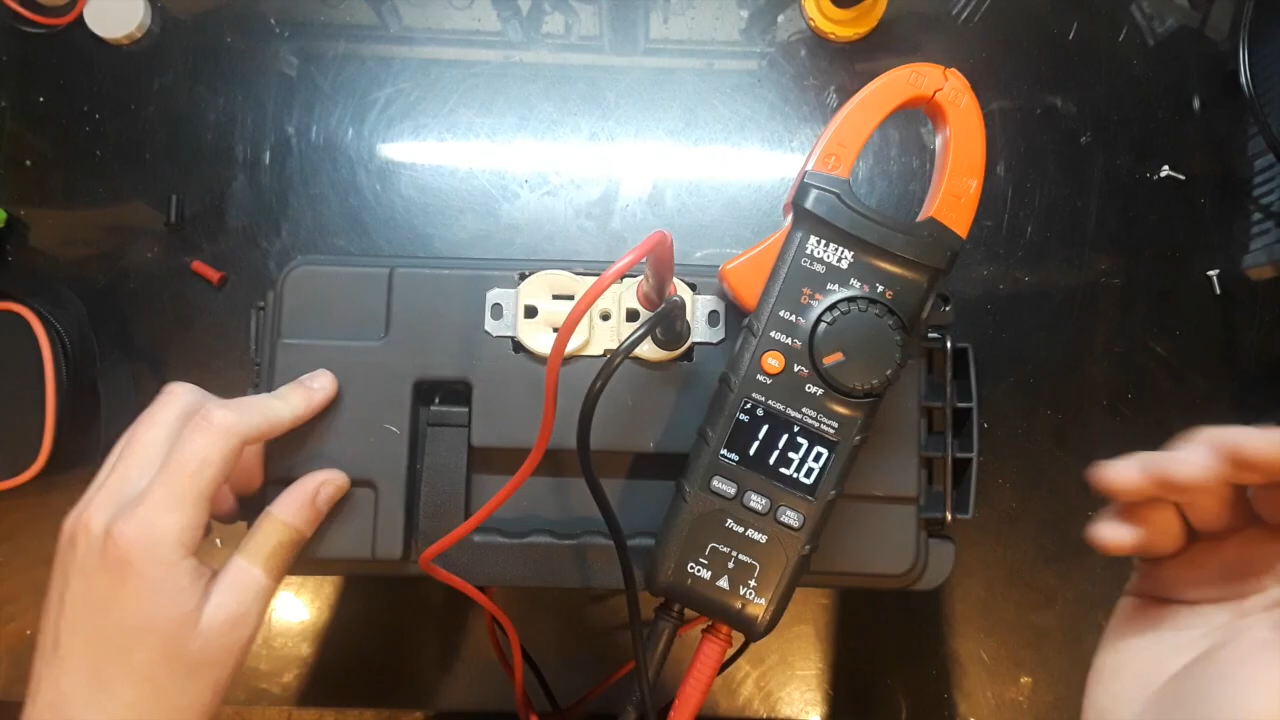 KLEIN
TOOLS
CL380
Hz % °F°C
µA
Ω
40A
400A
V
OFF
SEL
NCV
4000 Counts
400A AC/DC Digital Clamp Meter
DC
V
Auto
113.8
RANGE
MAX
MIN
REL
ZERO
True RMS
CAT III 600V
COM
VΩµA